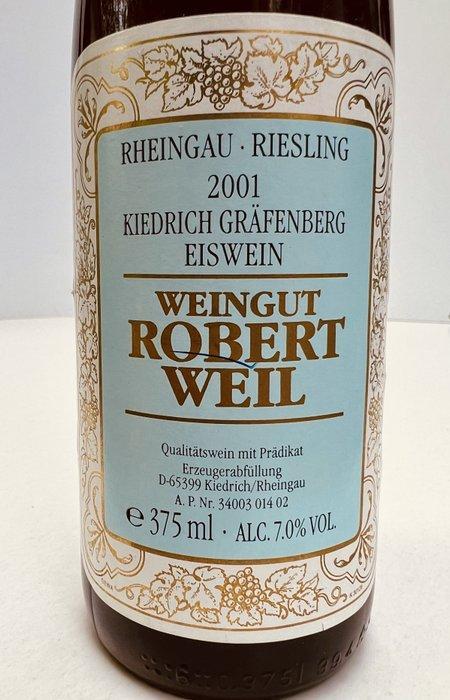 RHEINGAU · RIESLING
2001
KIEDRICH GRÄFENBERG
EISWEIN
WEINGUT
ROBERT
WEIL
Qualitätswein mit Prädikat
Erzeugerabfüllung
D-65399 Kiedrich/Rheingau
A. P. Nr. 34003 014 02
℮ 375 ml · ALC. 7.0% VOL.